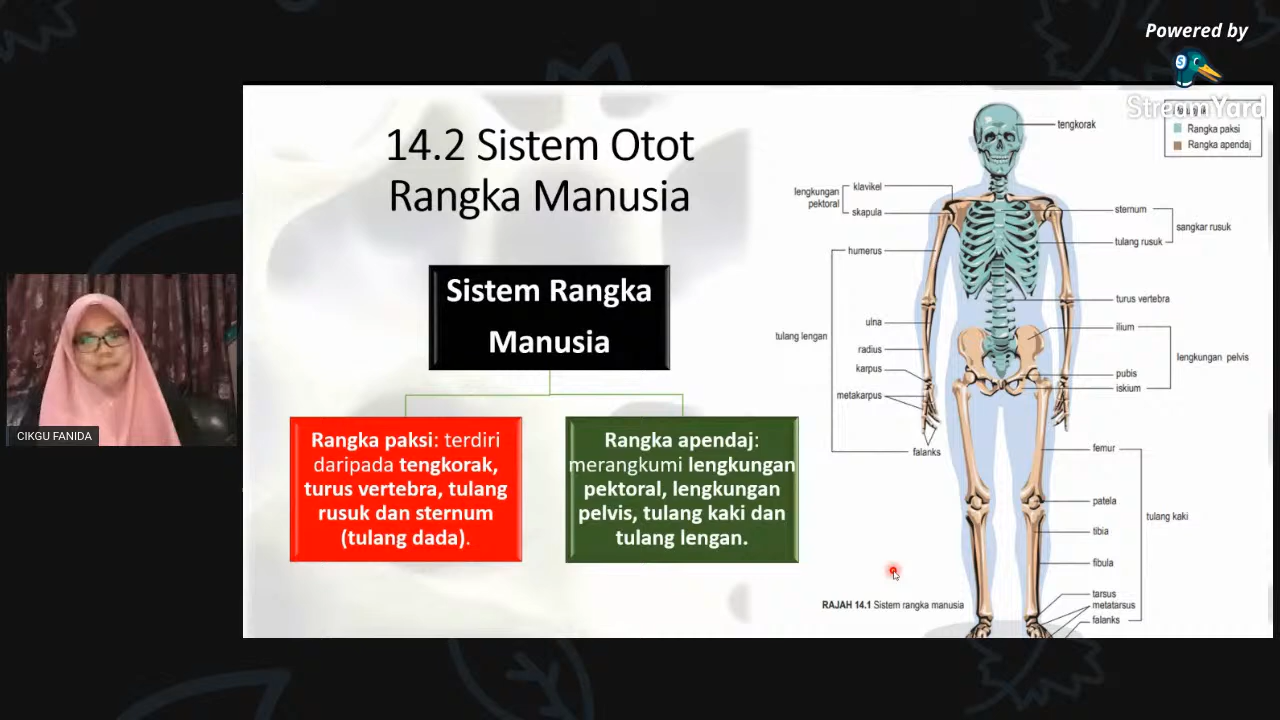 Powered by
StreamYard
14.2 Sistem Otot
Rangka Manusia
Sistem Rangka
Manusia
Rangka paksi: terdiri
daripada tengkorak,
turus vertebra, tulang
rusuk dan sternum
(tulang dada).
Rangka apendaj:
merangkumi lengkungan
pektoral, lengkungan
pelvis, tulang kaki dan
tulang lengan.
Rangka paksi
Rangka apendaj
tengkorak
lengkungan
pektoral
klavikel
skapula
humerus
tulang lengan
ulna
radius
karpus
metakarpus
falanks
sternum
tulang rusuk
sangkar rusuk
turus vertebra
ilium
lengkungan pelvis
pubis
iskium
femur
patela
tulang kaki
tibia
fibula
tarsus
metatarsus
falanks
RAJAH 14.1 Sistem rangka manusia
CIKGU FANIDA